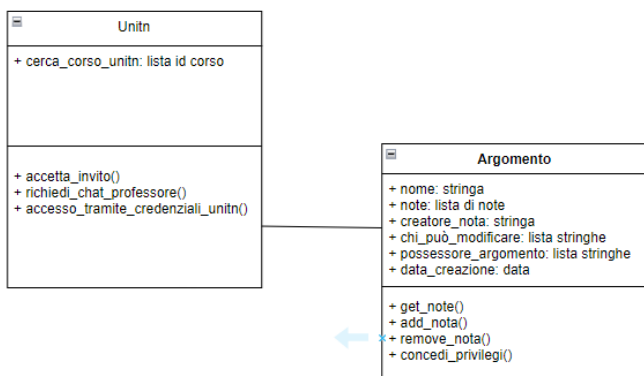 Unitn
+ cerca_corso_unitn: lista id corso
+ accetta_invito()
+ richiedi_chat_professore()
+ accesso_tramite_credenziali_unitn()
Argomento
+ nome: stringa
+ note: lista di note
+ creatore_nota: stringa
+ chi_può_modificare: lista stringhe
+ possessore_argomento: lista stringhe
+ data_creazione: data
+ get_note()
+ add_nota()
+ remove_nota()
+ concedi_privilegi()